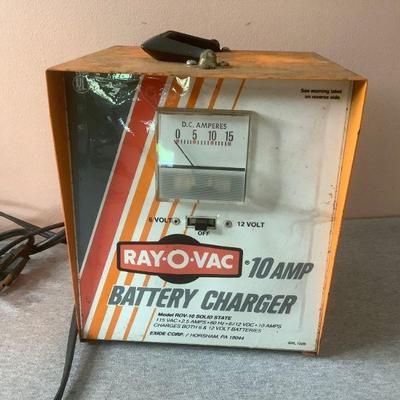 See warning label
on reverse side.
D.C. AMPERES
0 5 10 15
6 VOLT
12 VOLT
OFF
RAY-O-VAC
® 10 AMP
BATTERY CHARGER
Model ROV-10 SOLID STATE
115 VAC • 2.5 AMPS • 60 Hz • 6/12 VDC • 10 AMPS
CHARGES BOTH 6 & 12 VOLT BATTERIES
EXIDE CORP. / HORSHAM, PA 19044